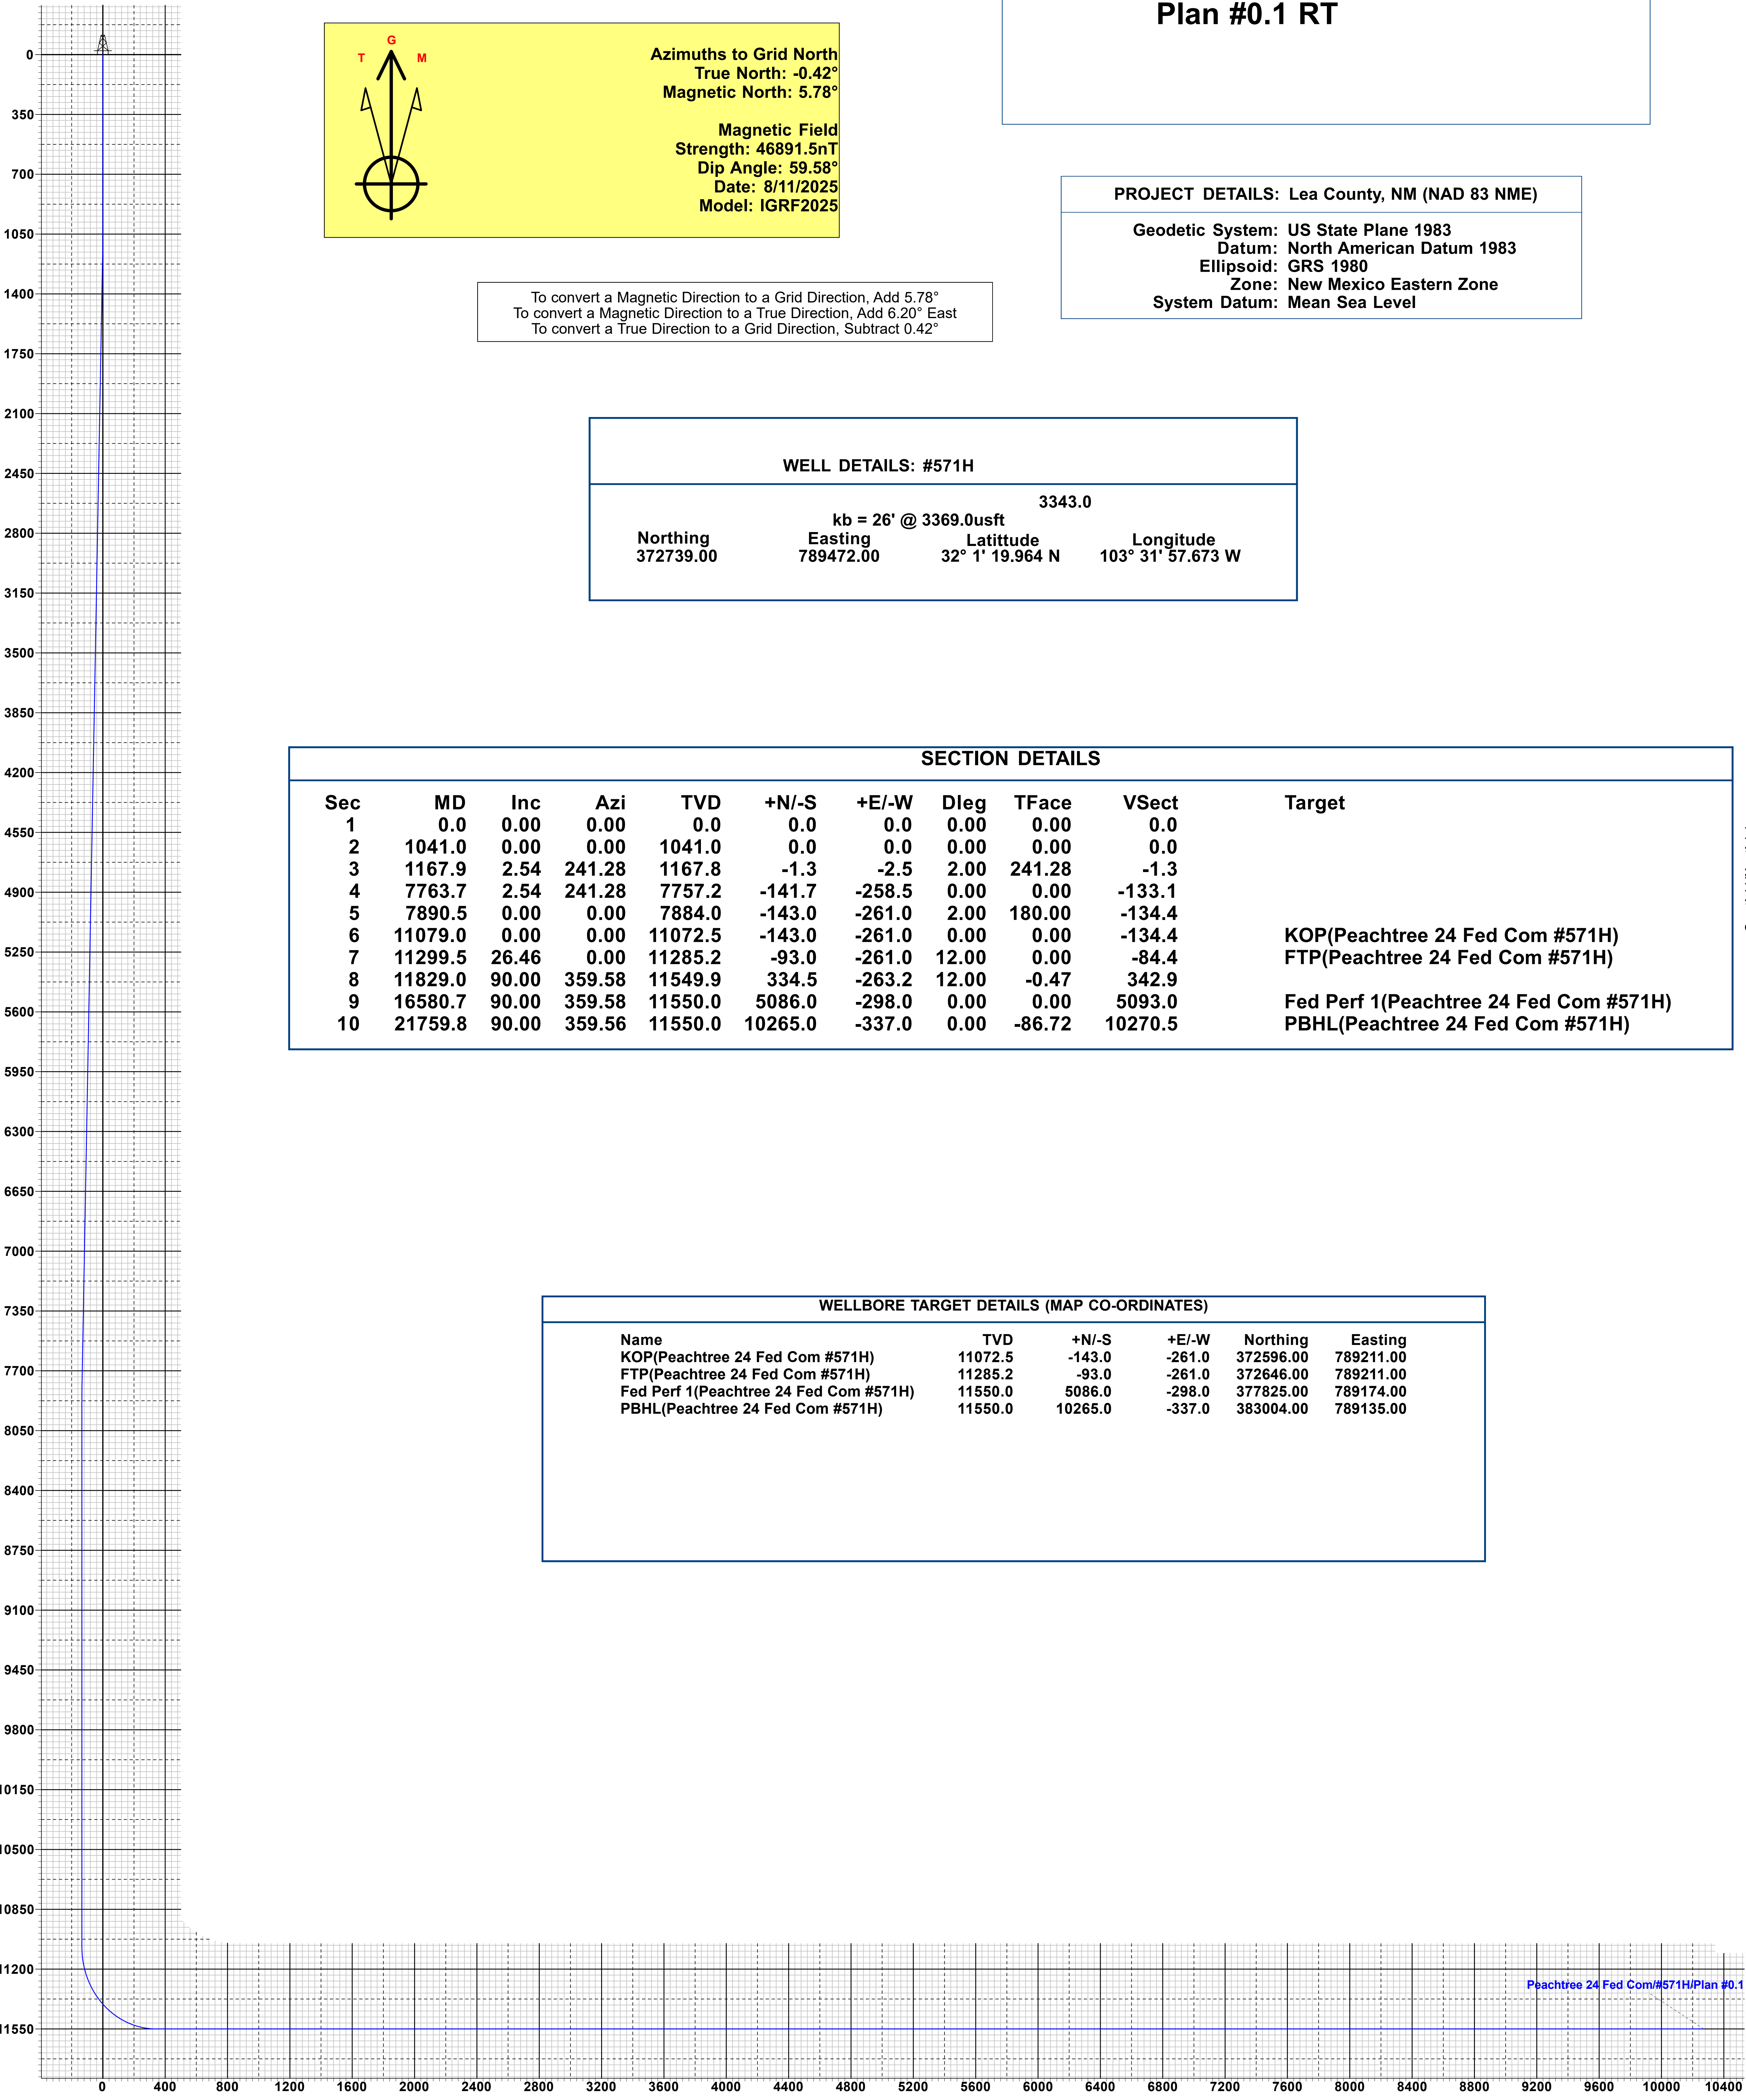 Plan #0.1 RT
G
T M
Azimuths to Grid North
True North: -0.42°
Magnetic North: 5.78°
Magnetic Field
Strength: 46891.5nT
Dip Angle: 59.58°
Date: 8/11/2025
Model: IGRF2025
PROJECT DETAILS: Lea County, NM (NAD 83 NME)
Geodetic System: US State Plane 1983
Datum: North American Datum 1983
Ellipsoid: GRS 1980
Zone: New Mexico Eastern Zone
System Datum: Mean Sea Level
To convert a Magnetic Direction to a Grid Direction, Add 5.78°
To convert a Magnetic Direction to a True Direction, Add 6.20° East
To convert a True Direction to a Grid Direction, Subtract 0.42°
WELL DETAILS: #571H
3343.0
kb = 26' @ 3369.0usft
Northing Easting Latittude Longitude
372739.00 789472.00 32° 1' 19.964 N 103° 31' 57.673 W
SECTION DETAILS
Sec MD Inc Azi TVD +N/-S +E/-W Dleg TFace VSect Target
1 0.0 0.00 0.00 0.0 0.0 0.0 0.00 0.00 0.0
2 1041.0 0.00 0.00 1041.0 0.0 0.0 0.00 0.00 0.0
3 1167.9 2.54 241.28 1167.8 -1.3 -2.5 2.00 241.28 -1.3
4 7763.7 2.54 241.28 7757.2 -141.7 -258.5 0.00 0.00 -133.1
5 7890.5 0.00 0.00 7884.0 -143.0 -261.0 2.00 180.00 -134.4
6 11079.0 0.00 0.00 11072.5 -143.0 -261.0 0.00 0.00 -134.4 KOP(Peachtree 24 Fed Com #571H)
7 11299.5 26.46 0.00 11285.2 -93.0 -261.0 12.00 0.00 -84.4 FTP(Peachtree 24 Fed Com #571H)
8 11829.0 90.00 359.58 11549.9 334.5 -263.2 12.00 -0.47 342.9
9 16580.7 90.00 359.58 11550.0 5086.0 -298.0 0.00 0.00 5093.0 Fed Perf 1(Peachtree 24 Fed Com #571H)
10 21759.8 90.00 359.56 11550.0 10265.0 -337.0 0.00 -86.72 10270.5 PBHL(Peachtree 24 Fed Com #571H)
WELLBORE TARGET DETAILS (MAP CO-ORDINATES)
Name TVD +N/-S +E/-W Northing Easting
KOP(Peachtree 24 Fed Com #571H) 11072.5 -143.0 -261.0 372596.00 789211.00
FTP(Peachtree 24 Fed Com #571H) 11285.2 -93.0 -261.0 372646.00 789211.00
Fed Perf 1(Peachtree 24 Fed Com #571H) 11550.0 5086.0 -298.0 377825.00 789174.00
PBHL(Peachtree 24 Fed Com #571H) 11550.0 10265.0 -337.0 383004.00 789135.00
0
350
700
1050
1400
1750
2100
2450
2800
3150
3500
3850
4200
4550
4900
5250
5600
5950
6300
6650
7000
7350
7700
8050
8400
8750
9100
9450
9800
10150
10500
10850
11200
11550
Peachtree 24 Fed Com/#571H/Plan #0.1
0 400 800 1200 1600 2000 2400 2800 3200 3600 4000 4400 4800 5200 5600 6000 6400 6800 7200 7600 8000 8400 8800 9200 9600 10000 10400